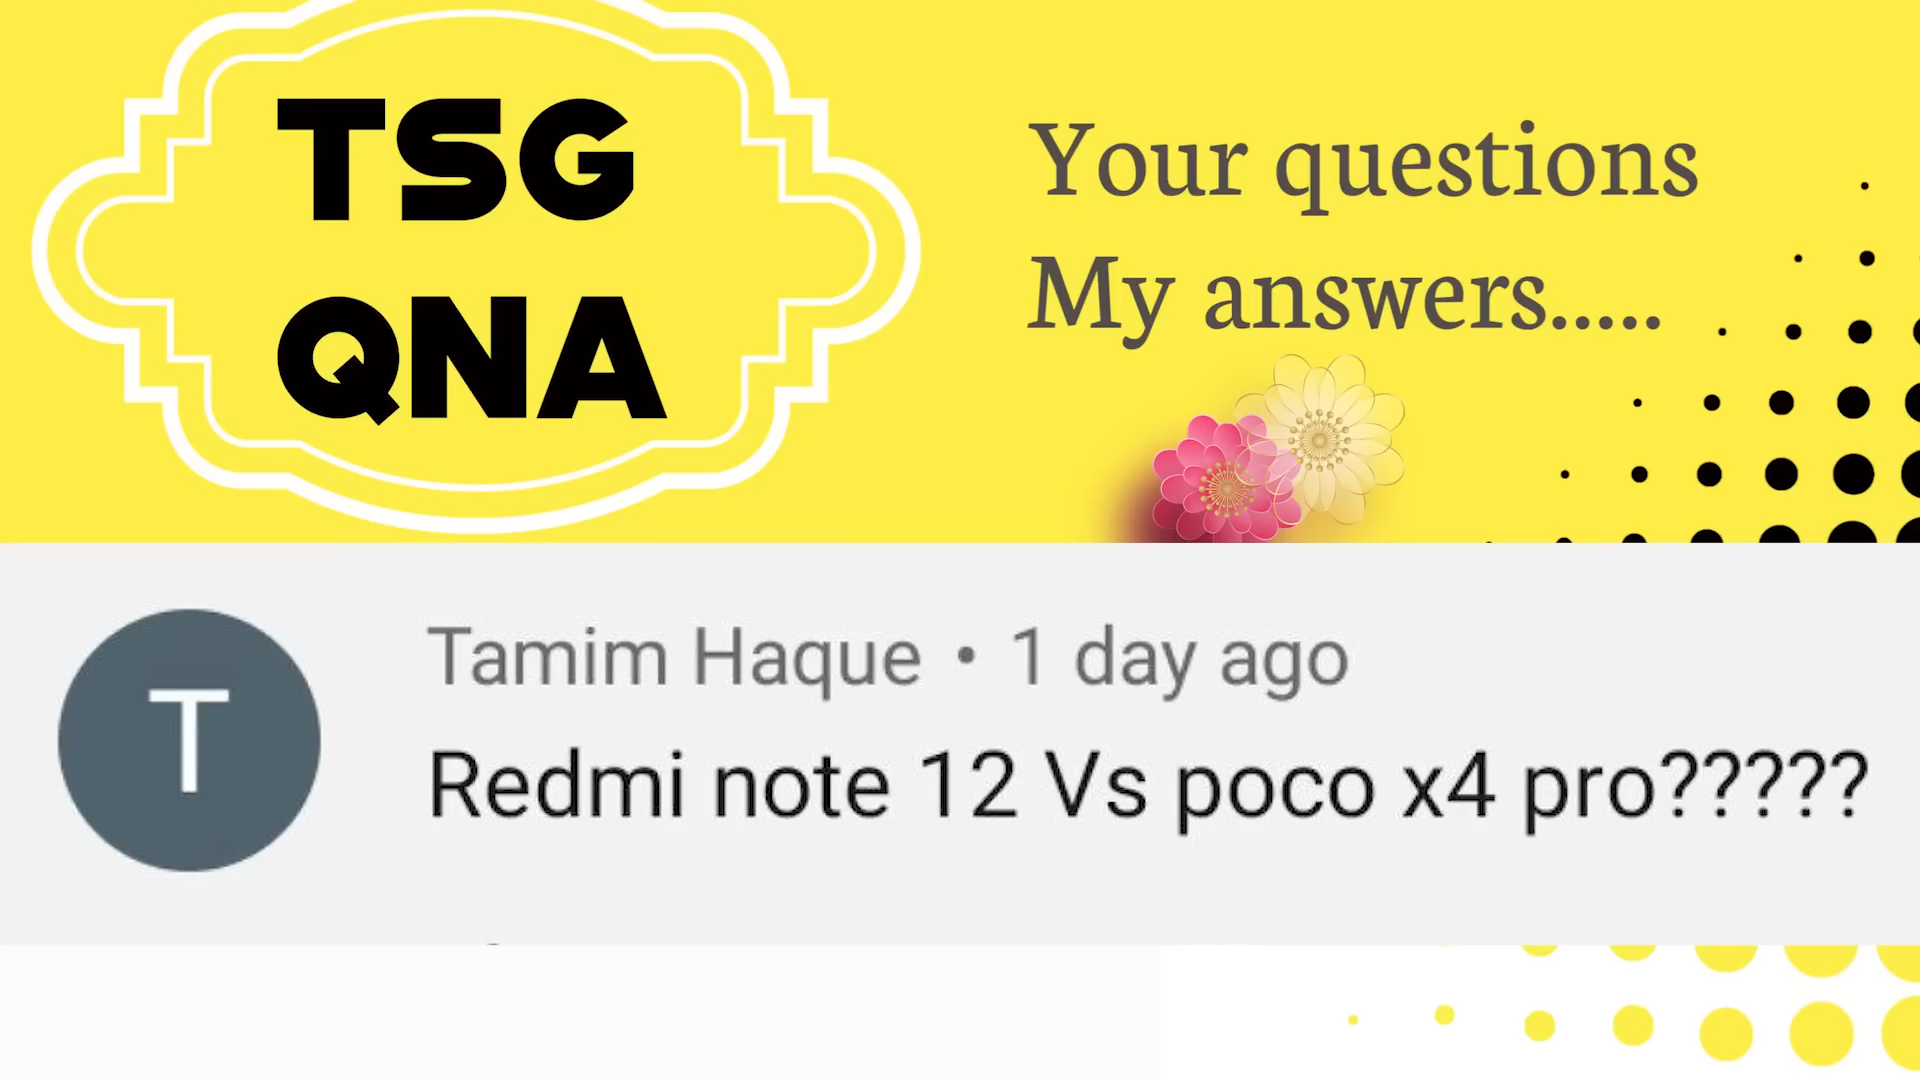 TSG
QNA
Your questions
My answers.....
T
Tamim Haque • 1 day ago
Redmi note 12 Vs poco x4 pro?????